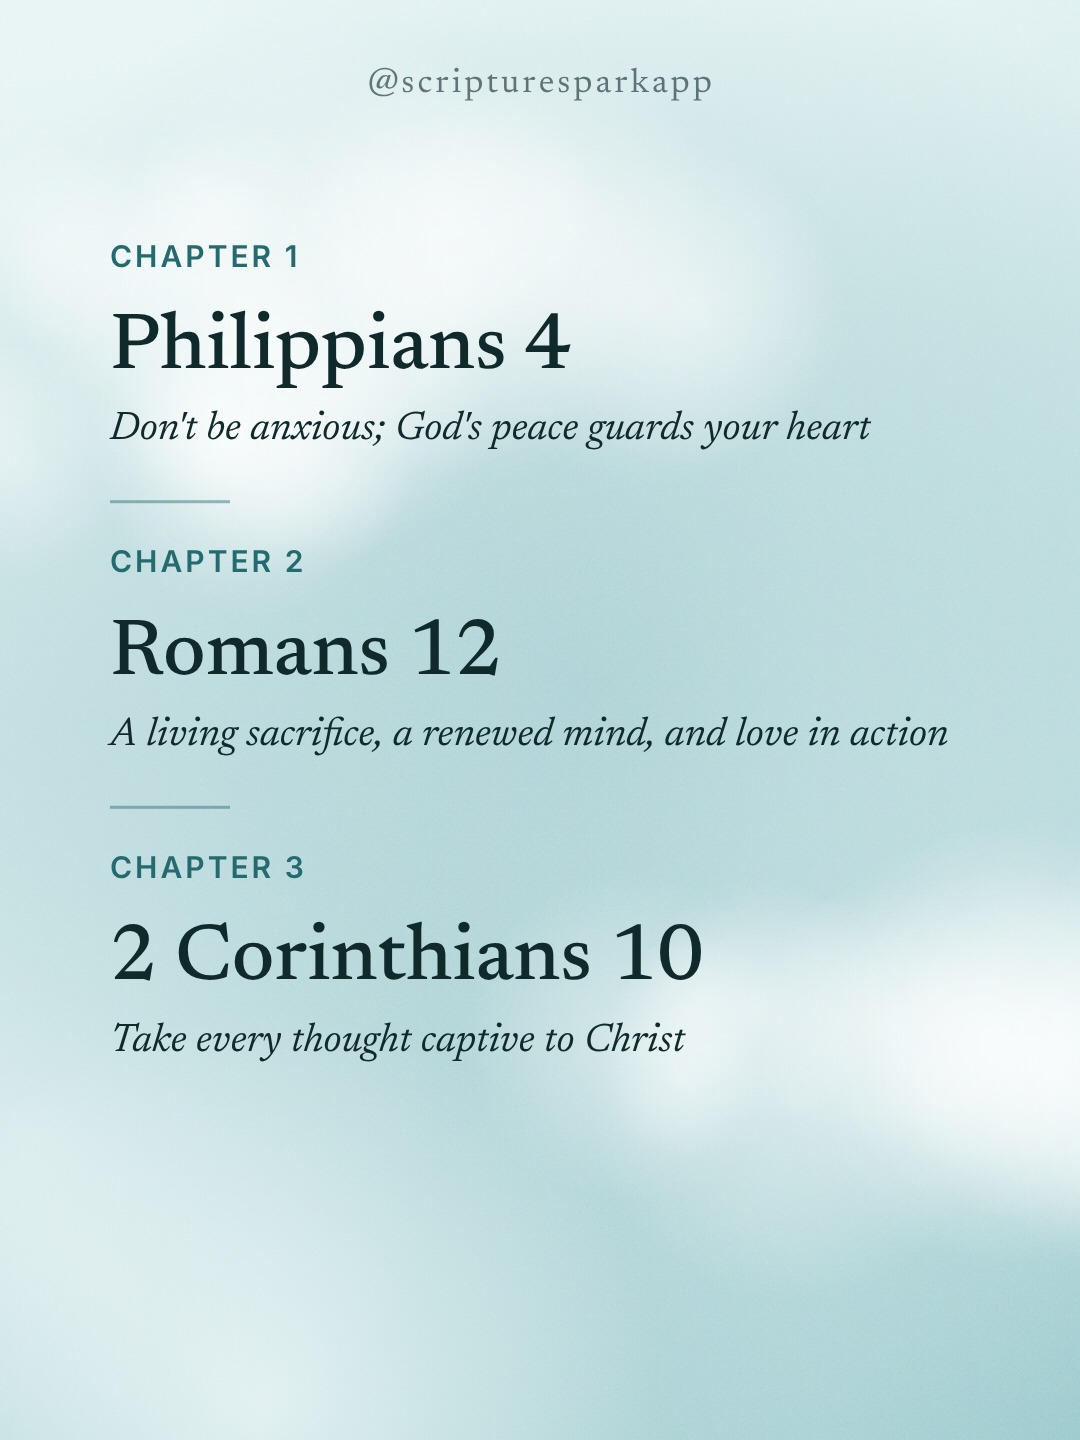 @scripturesparkapp
CHAPTER 1
Philippians 4
Don't be anxious; God's peace guards your heart
CHAPTER 2
Romans 12
A living sacrifice, a renewed mind, and love in action
CHAPTER 3
2 Corinthians 10
Take every thought captive to Christ